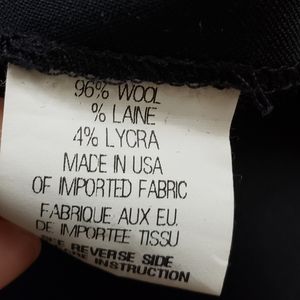 96% WOOL
% LAINE
4% LYCRA
MADE IN USA
OF IMPORTED FABRIC
FABRIQUE AUX EU.
DE IMPORTEE TISSU
REVERSE SIDE
INSTRUCTION